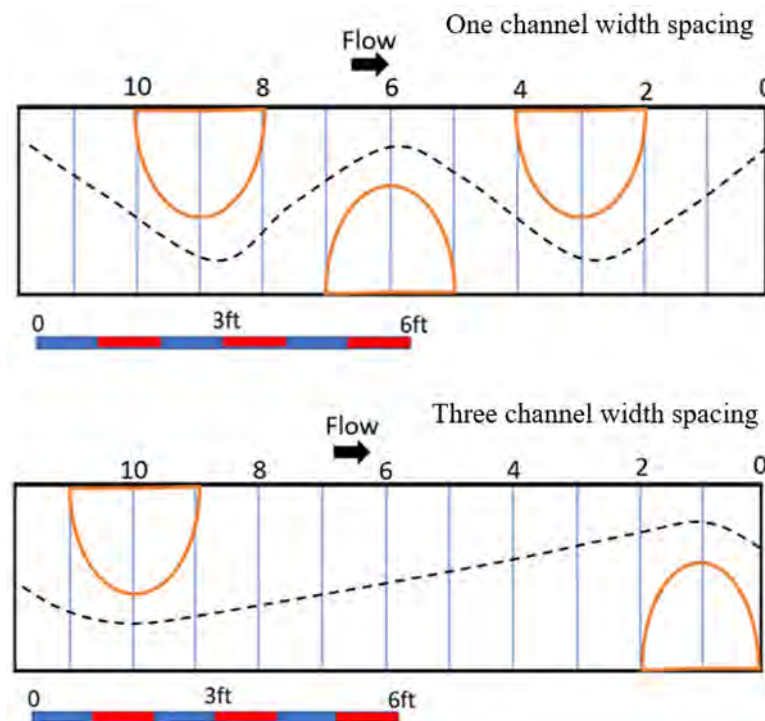 One channel width spacing
Flow
10 8 6 4 2 0
0 3ft 6ft
Three channel width spacing
Flow
10 8 6 4 2 0
0 3ft 6ft